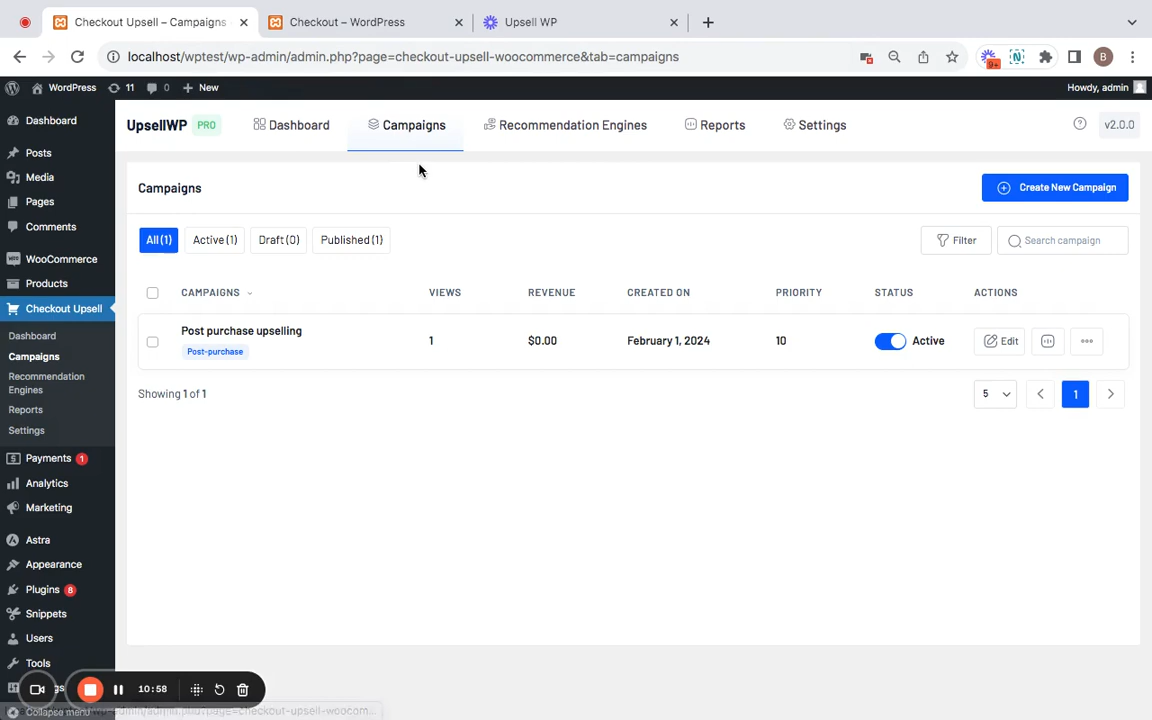 Checkout Upsell – Campaigns
Checkout – WordPress
Upsell WP
localhost/wptest/wp-admin/admin.php?page=checkout-upsell-woocommerce&tab=campaigns
9+
N
B
WordPress
11
0
New
Howdy, admin
Dashboard
Posts
Media
Pages
Comments
WooCommerce
Products
Checkout Upsell
Dashboard
Campaigns
Recommendation
Engines
Reports
Settings
Payments 1
Analytics
Marketing
Astra
Appearance
Plugins 8
Snippets
Users
Tools
Collapse menu
UpsellWP PRO
Dashboard
Campaigns
Recommendation Engines
Reports
Settings
v2.0.0
Campaigns
Create New Campaign
All (1)
Active (1)
Draft (0)
Published (1)
Filter
Search campaign
CAMPAIGNS
VIEWS
REVENUE
CREATED ON
PRIORITY
STATUS
ACTIONS
Post purchase upselling
Post-purchase
1
$0.00
February 1, 2024
10
Active
Edit
Showing 1 of 1
5
1
10:58